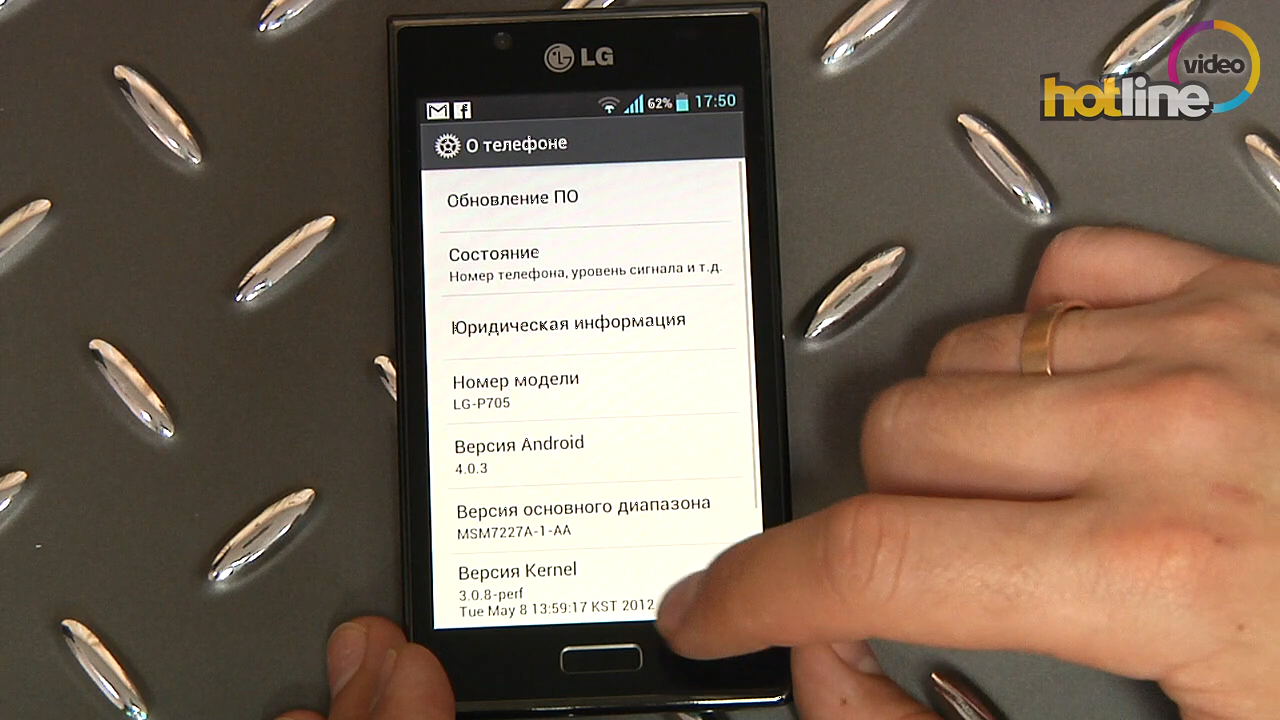 LG
video
hotline
62% 17:50
О телефоне
Обновление ПО
Состояние
Номер телефона, уровень сигнала и т.д.
Юридическая информация
Номер модели
LG-P705
Версия Android
4.0.3
Версия основного диапазона
MSM7227A-1-AA
Версия Kernel
3.0.8-perf
Tue May 8 13:59:17 KST 2012